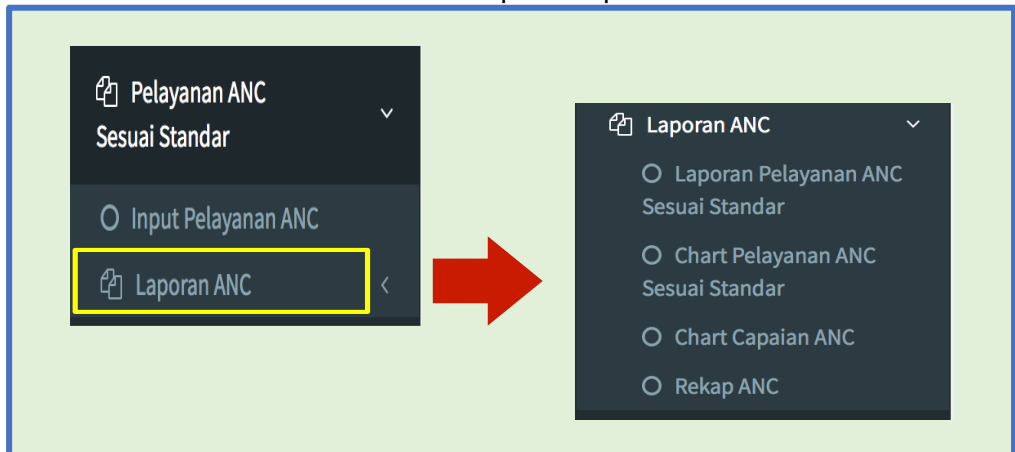 Pelayanan ANC
Sesuai Standar
Input Pelayanan ANC
Laporan ANC
Laporan ANC
Laporan Pelayanan ANC
Sesuai Standar
Chart Pelayanan ANC
Sesuai Standar
Chart Capaian ANC
Rekap ANC